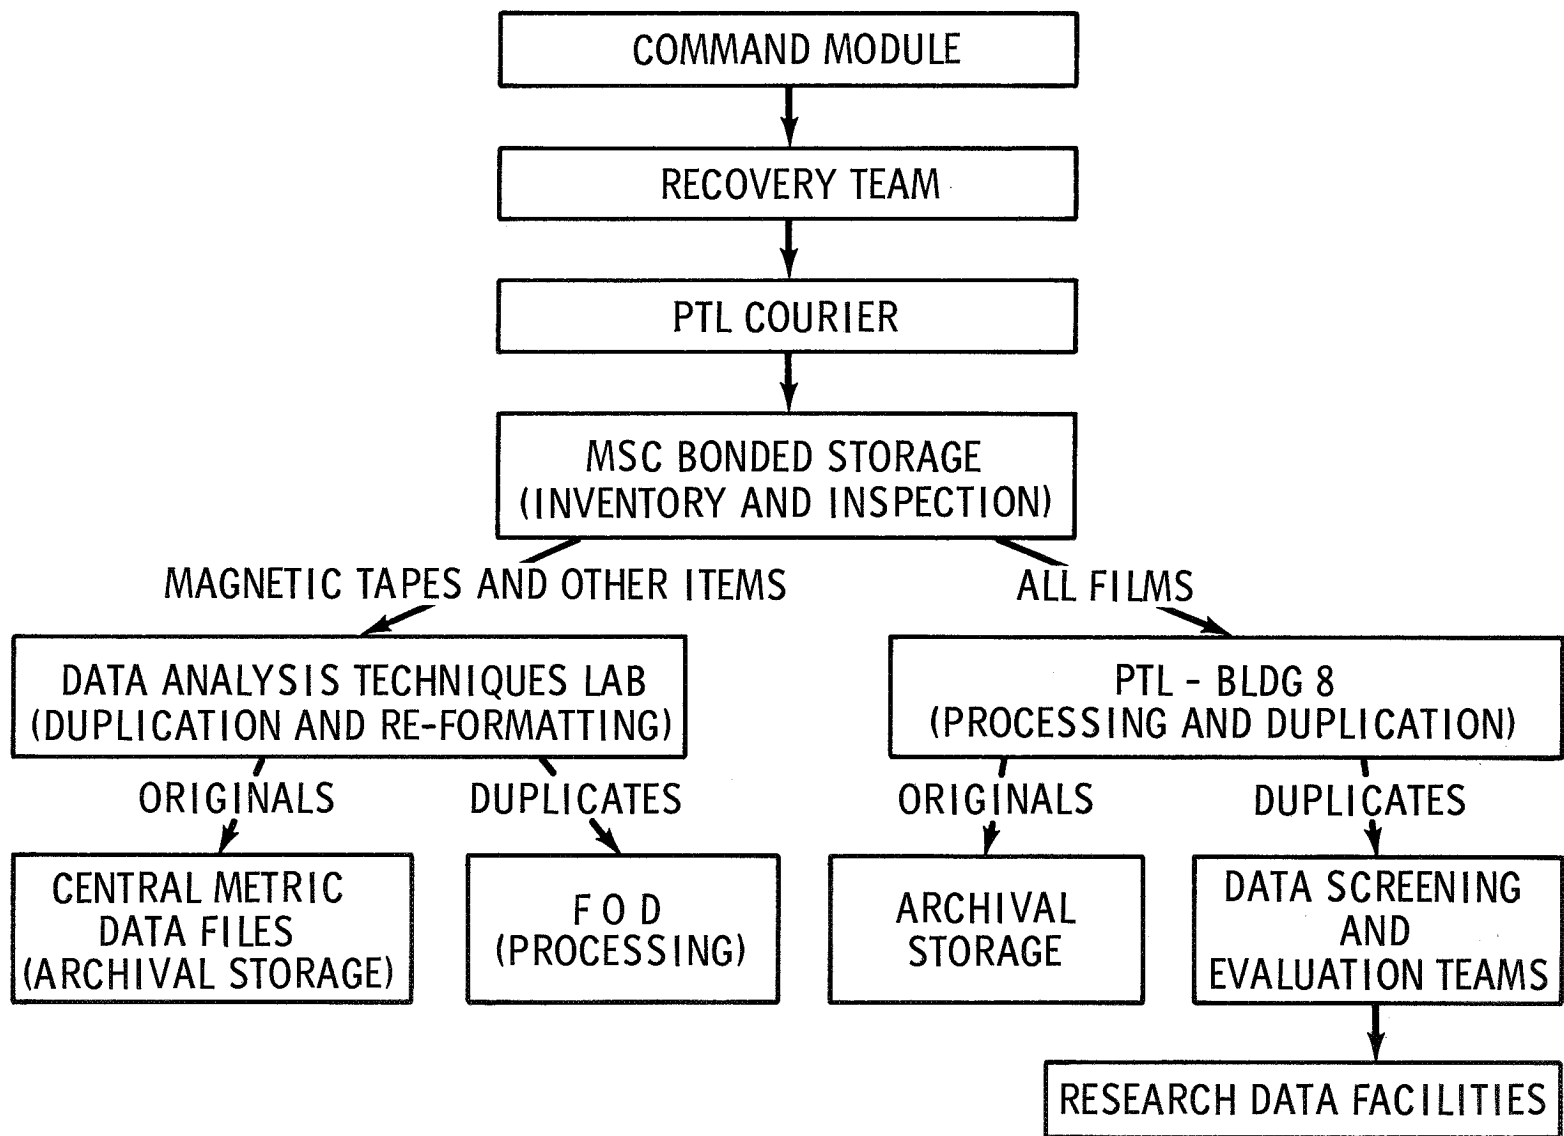 COMMAND MODULE
RECOVERY TEAM
PTL COURIER
MSC BONDED STORAGE
(INVENTORY AND INSPECTION)
MAGNETIC TAPES AND OTHER ITEMS
ALL FILMS
DATA ANALYSIS TECHNIQUES LAB
(DUPLICATION AND RE-FORMATTING)
PTL - BLDG 8
(PROCESSING AND DUPLICATION)
ORIGINALS
DUPLICATES
ORIGINALS
DUPLICATES
CENTRAL METRIC
DATA FILES
(ARCHIVAL STORAGE)
F O D
(PROCESSING)
ARCHIVAL
STORAGE
DATA SCREENING
AND
EVALUATION TEAMS
RESEARCH DATA FACILITIES